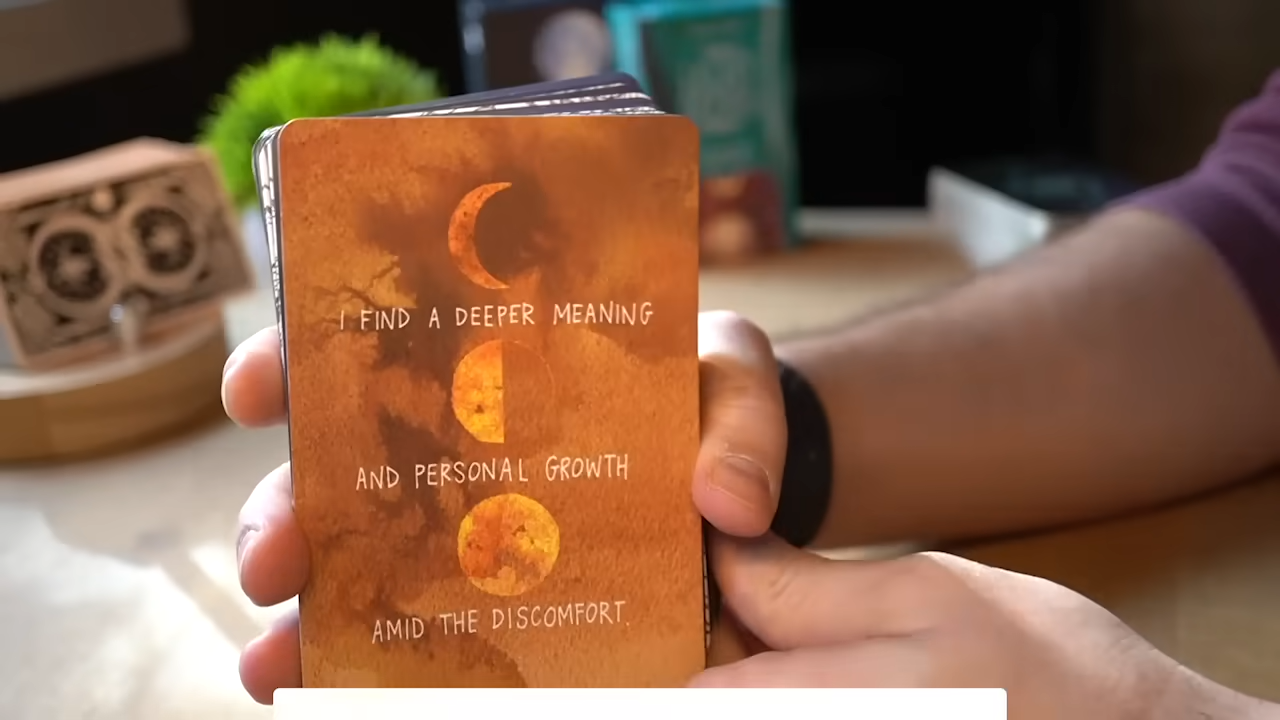 I FIND A DEEPER MEANING
AND PERSONAL GROWTH
AMID THE DISCOMFORT.